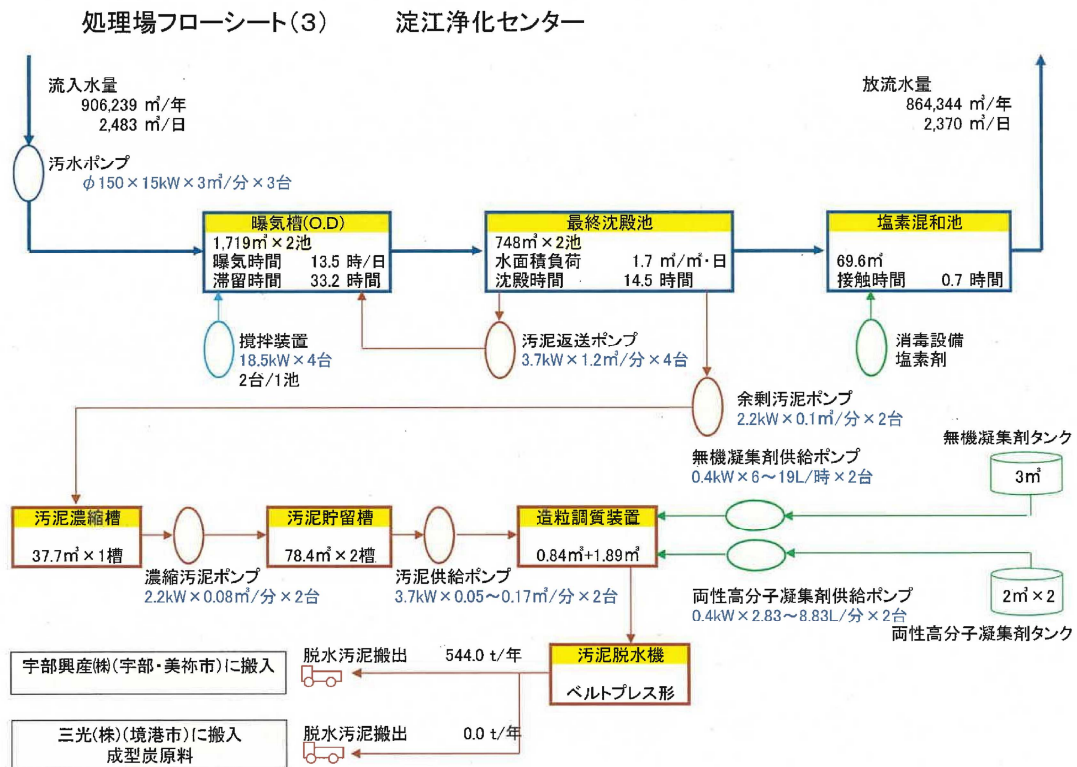 処理場フローシート(3) 淀江浄化センター
流入水量
906,239 ㎥/年
2,483 ㎥/日
放流水量
864,344 ㎥/年
2,370 ㎥/日
汚水ポンプ
φ150×15kW×3㎥/分×3台
曝気槽(O.D)
1,719㎥×2池
曝気時間 13.5 時/日
滞留時間 33.2 時間
最終沈殿池
748㎥×2池
水面積負荷 1.7 ㎥/㎡・日
沈殿時間 14.5 時間
塩素混和池
69.6㎥
接触時間 0.7 時間
撹拌装置
18.5kW×4台
2台/1池
汚泥返送ポンプ
3.7kW×1.2㎥/分×4台
消毒設備
塩素剤
余剰汚泥ポンプ
2.2kW×0.1㎥/分×2台
無機凝集剤タンク
3㎥
無機凝集剤供給ポンプ
0.4kW×6～19L/時×2台
汚泥濃縮槽
37.7㎥×1槽
汚泥貯留槽
78.4㎥×2槽
造粒調質装置
0.84㎥+1.89㎥
濃縮汚泥ポンプ
2.2kW×0.08㎥/分×2台
汚泥供給ポンプ
3.7kW×0.05～0.17㎥/分×2台
両性高分子凝集剤供給ポンプ
0.4kW×2.83～8.83L/分×2台
2㎥×2
両性高分子凝集剤タンク
汚泥脱水機
ベルトプレス形
宇部興産㈱(宇部・美祢市)に搬入
脱水汚泥搬出 544.0 t/年
三光(株)(境港市)に搬入
成型炭原料
脱水汚泥搬出 0.0 t/年